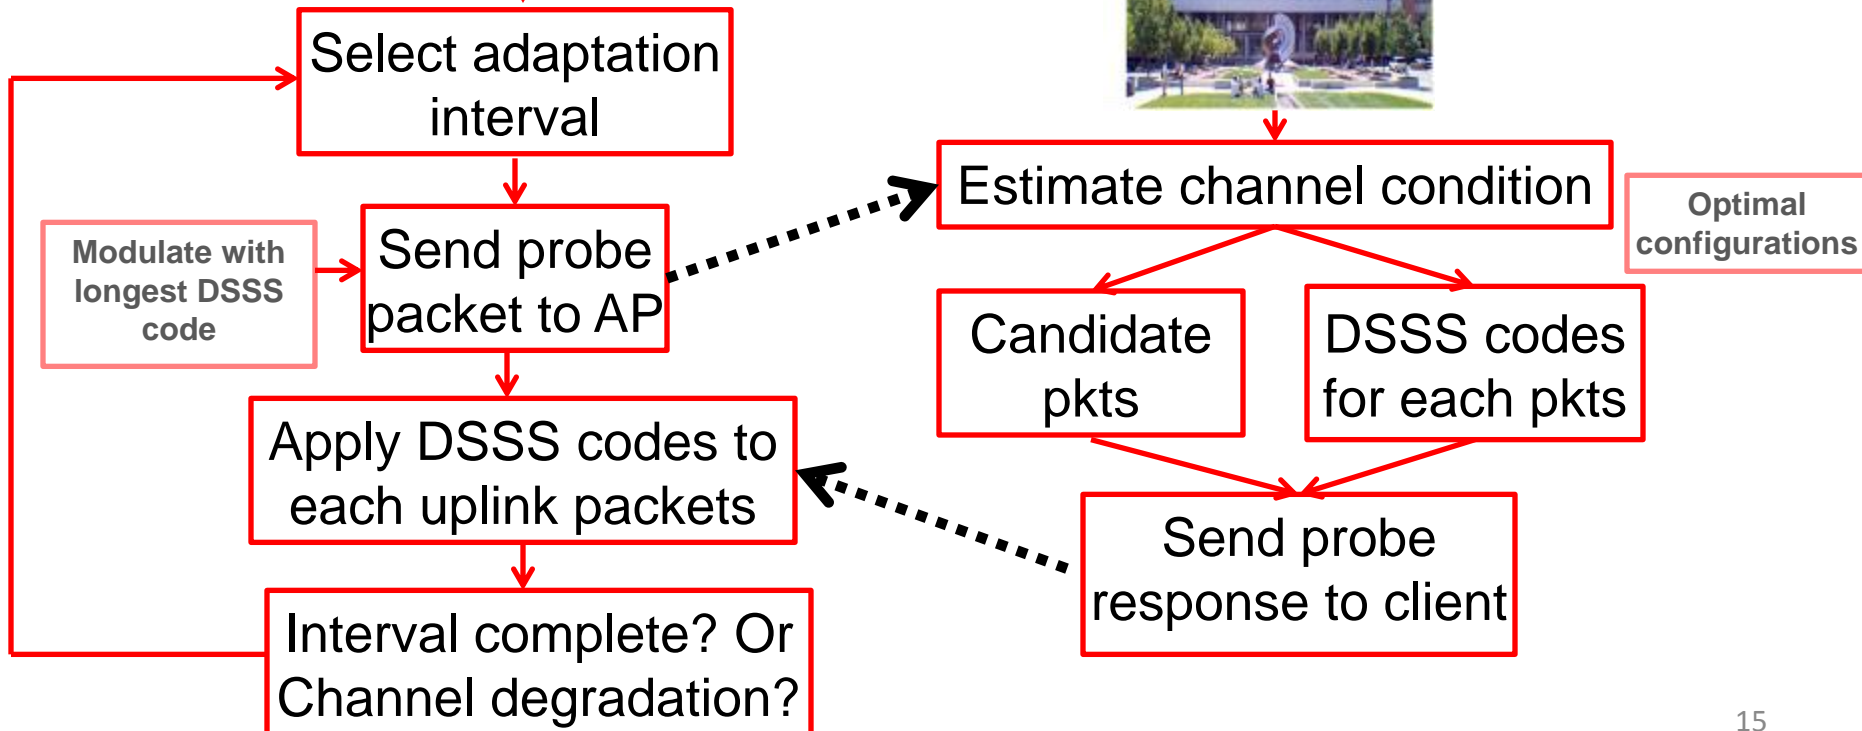 Select adaptation
interval
Modulate with
longest DSSS
code
Send probe
packet to AP
Apply DSSS codes to
each uplink packets
Interval complete? Or
Channel degradation?
Estimate channel condition
Optimal
configurations
Candidate
pkts
DSSS codes
for each pkts
Send probe
response to client
15